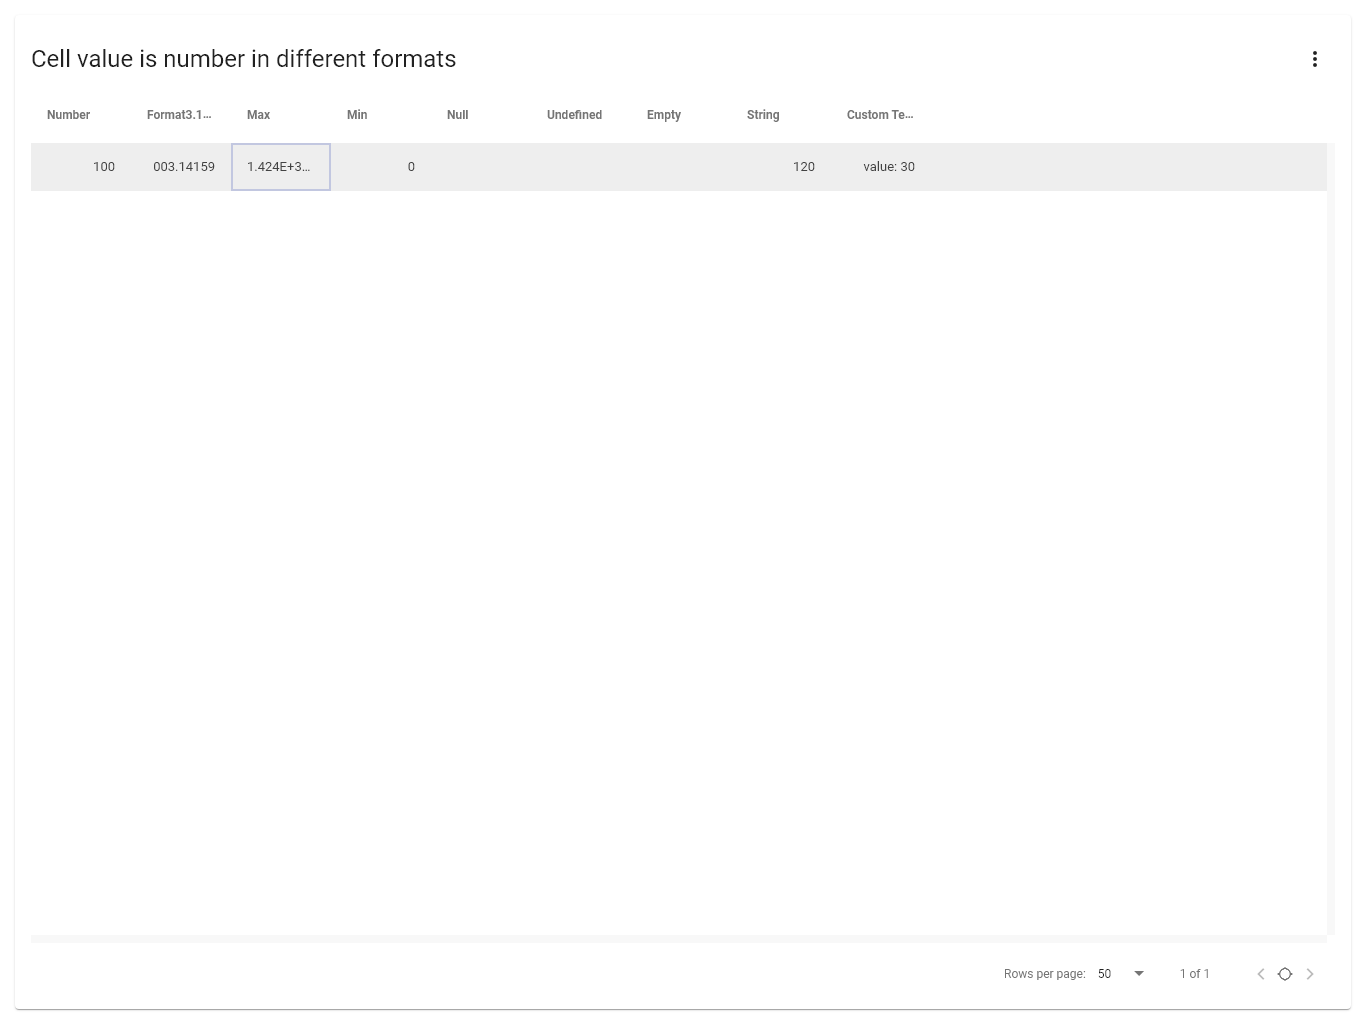 Cell value is number in different formats
Number Format3.1... Max Min Null Undefined Empty String Custom Te...
100 003.14159 1.424E+3... 0 120 value: 30
Rows per page: 50 1 of 1